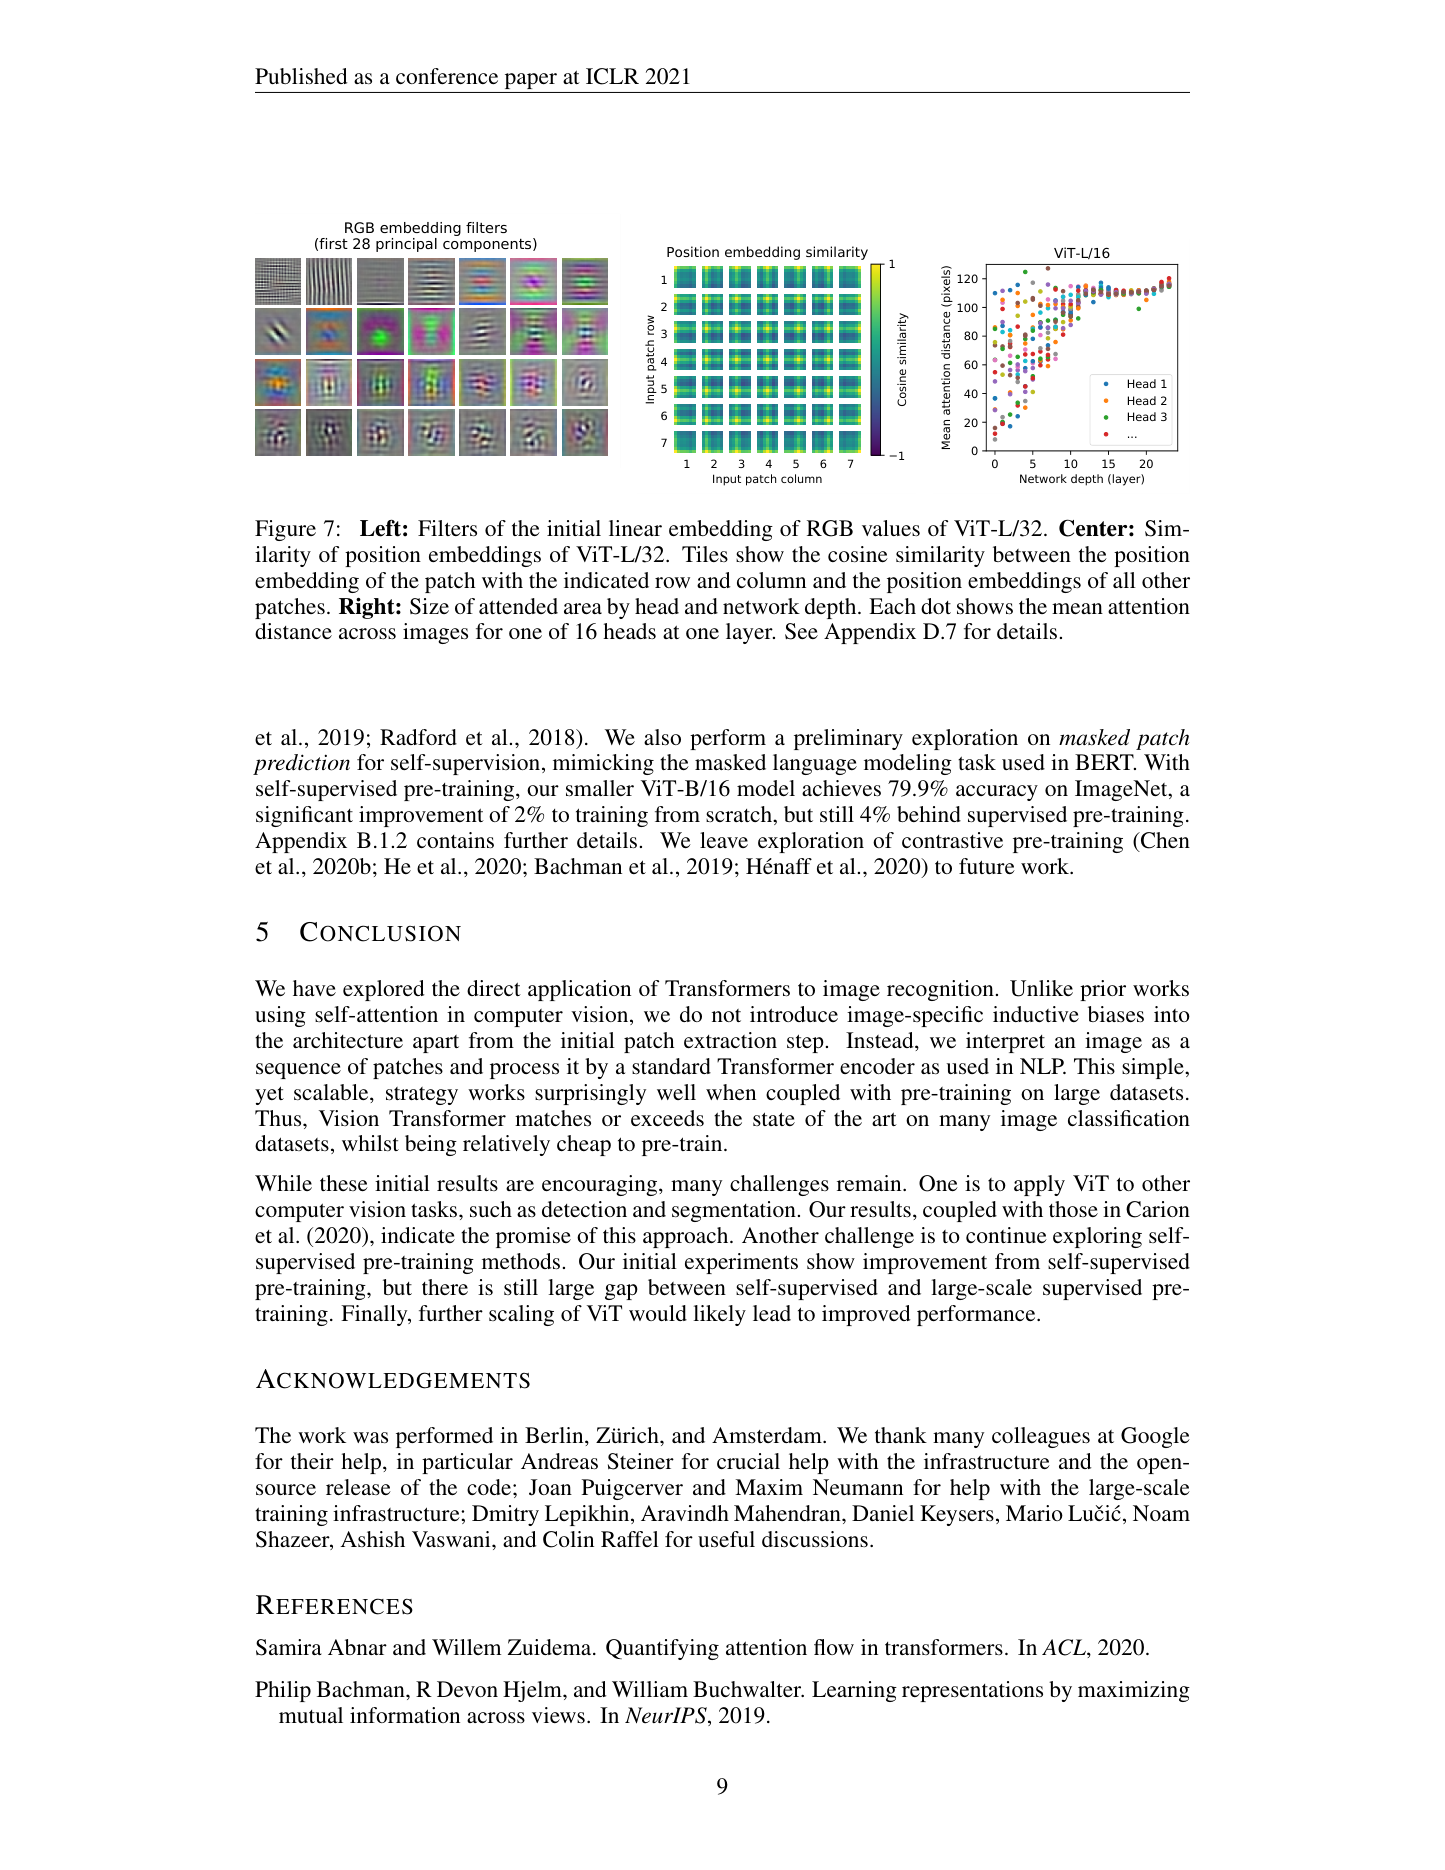 Published as a conference paper at ICLR 2021
RGB embedding filters
(first 28 principal components)
Position embedding similarity
1
2
3
4
5
6
7
Input patch row
1 2 3 4 5 6 7
Input patch column
1
−1
Cosine similarity
ViT-L/16
120
100
80
60
40
20
0
Mean attention distance (pixels)
Head 1
Head 2
Head 3
...
0 5 10 15 20
Network depth (layer)
Figure 7: Left: Filters of the initial linear embedding of RGB values of ViT-L/32. Center: Sim-
ilarity of position embeddings of ViT-L/32. Tiles show the cosine similarity between the position
embedding of the patch with the indicated row and column and the position embeddings of all other
patches. Right: Size of attended area by head and network depth. Each dot shows the mean attention
distance across images for one of 16 heads at one layer. See Appendix D.7 for details.
et al., 2019; Radford et al., 2018). We also perform a preliminary exploration on masked patch
prediction for self-supervision, mimicking the masked language modeling task used in BERT. With
self-supervised pre-training, our smaller ViT-B/16 model achieves 79.9% accuracy on ImageNet, a
significant improvement of 2% to training from scratch, but still 4% behind supervised pre-training.
Appendix B.1.2 contains further details. We leave exploration of contrastive pre-training (Chen
et al., 2020b; He et al., 2020; Bachman et al., 2019; Hénaff et al., 2020) to future work.
5 CONCLUSION
We have explored the direct application of Transformers to image recognition. Unlike prior works
using self-attention in computer vision, we do not introduce image-specific inductive biases into
the architecture apart from the initial patch extraction step. Instead, we interpret an image as a
sequence of patches and process it by a standard Transformer encoder as used in NLP. This simple,
yet scalable, strategy works surprisingly well when coupled with pre-training on large datasets.
Thus, Vision Transformer matches or exceeds the state of the art on many image classification
datasets, whilst being relatively cheap to pre-train.
While these initial results are encouraging, many challenges remain. One is to apply ViT to other
computer vision tasks, such as detection and segmentation. Our results, coupled with those in Carion
et al. (2020), indicate the promise of this approach. Another challenge is to continue exploring self-
supervised pre-training methods. Our initial experiments show improvement from self-supervised
pre-training, but there is still large gap between self-supervised and large-scale supervised pre-
training. Finally, further scaling of ViT would likely lead to improved performance.
ACKNOWLEDGEMENTS
The work was performed in Berlin, Zürich, and Amsterdam. We thank many colleagues at Google
for their help, in particular Andreas Steiner for crucial help with the infrastructure and the open-
source release of the code; Joan Puigcerver and Maxim Neumann for help with the large-scale
training infrastructure; Dmitry Lepikhin, Aravindh Mahendran, Daniel Keysers, Mario Lučić, Noam
Shazeer, Ashish Vaswani, and Colin Raffel for useful discussions.
REFERENCES
Samira Abnar and Willem Zuidema. Quantifying attention flow in transformers. In ACL, 2020.
Philip Bachman, R Devon Hjelm, and William Buchwalter. Learning representations by maximizing
mutual information across views. In NeurIPS, 2019.
9